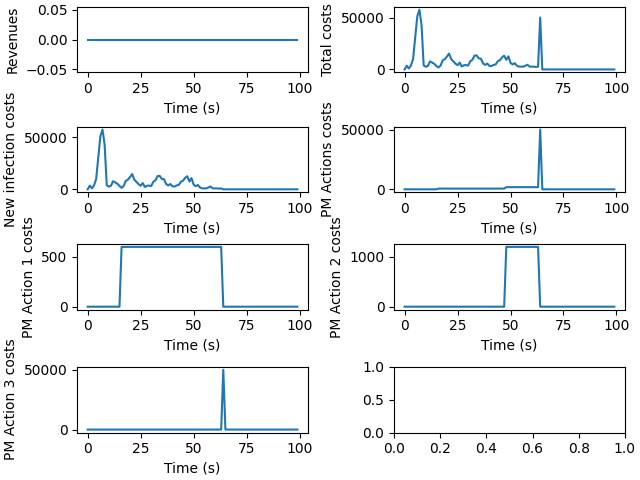 Revenues
0.05
0.00
−0.05
0 25 50 75 100
Time (s)
Total costs
50000
0
0 25 50 75 100
Time (s)
New infection costs
50000
0
0 25 50 75 100
Time (s)
PM Actions costs
50000
0
0 25 50 75 100
Time (s)
PM Action 1 costs
500
0
0 25 50 75 100
Time (s)
PM Action 2 costs
1000
0
0 25 50 75 100
Time (s)
PM Action 3 costs
50000
0
0 25 50 75 100
Time (s)
1.0
0.5
0.0
0.0 0.2 0.4 0.6 0.8 1.0